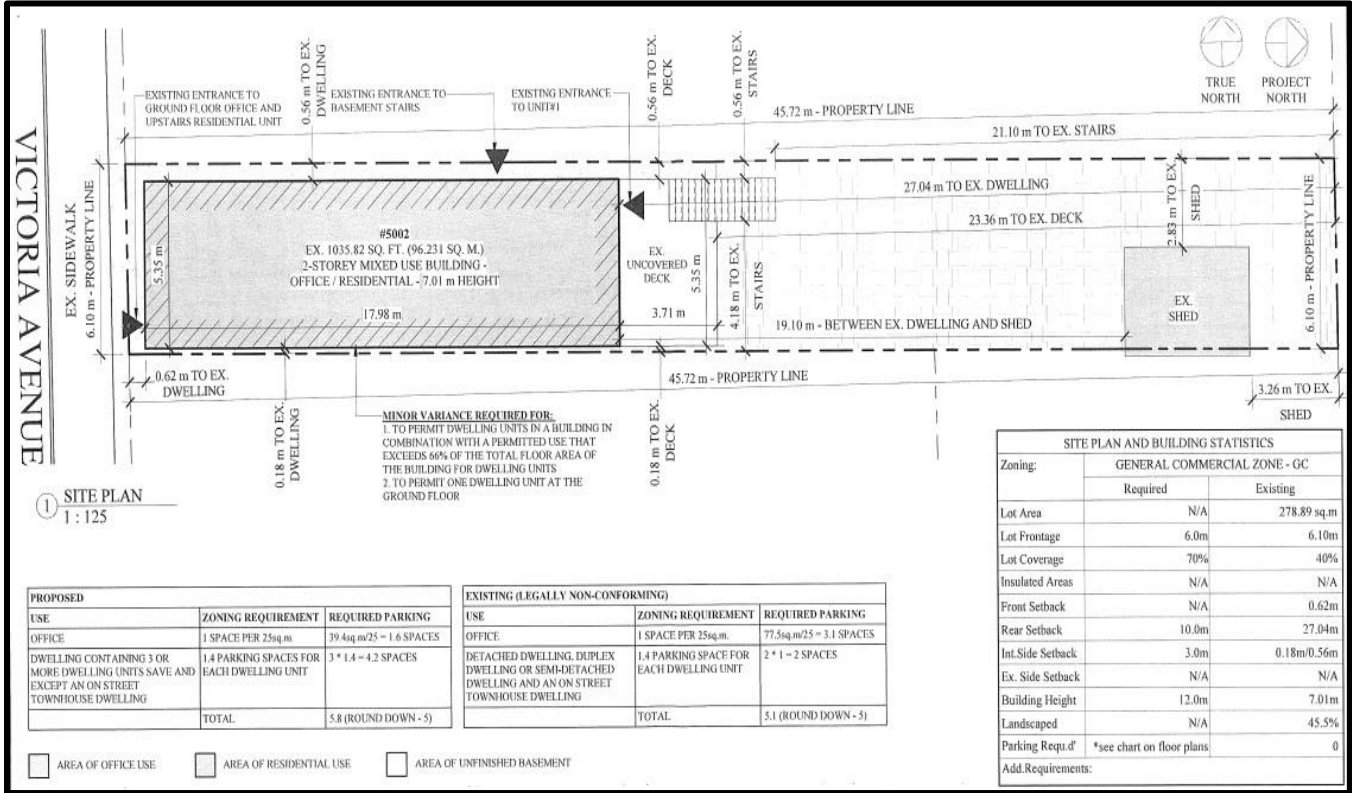 VICTORIA AVENUE
EX. SIDEWALK
6.10 m - PROPERTY LINE
EXISTING ENTRANCE TO
GROUND FLOOR OFFICE AND
UPSTAIRS RESIDENTIAL UNIT
0.56 m TO EX.
DWELLING
EXISTING ENTRANCE TO
BASEMENT STAIRS
EXISTING ENTRANCE
TO UNIT#1
0.56 m TO EX.
DECK
0.56 m TO EX.
STAIRS
45.72 m - PROPERTY LINE
TRUE
NORTH
PROJECT
NORTH
21.10 m TO EX. STAIRS
27.04 m TO EX. DWELLING
23.36 m TO EX. DECK
2.83 m TO EX.
SHED
6.10 m - PROPERTY LINE
5.35 m
#5002
EX. 1035.82 SQ. FT. (96.231 SQ. M.)
2-STOREY MIXED USE BUILDING -
OFFICE / RESIDENTIAL - 7.01 m HEIGHT
17.98 m
EX.
UNCOVERED
DECK
5.35 m
3.71 m
4.18 m TO EX.
STAIRS
19.10 m - BETWEEN EX. DWELLING AND SHED
EX.
SHED
0.62 m TO EX.
DWELLING
45.72 m - PROPERTY LINE
3.26 m TO EX.
SHED
0.18 m TO EX.
DWELLING
0.18 m TO EX.
DECK
MINOR VARIANCE REQUIRED FOR:
1. TO PERMIT DWELLING UNITS IN A BUILDING IN
COMBINATION WITH A PERMITTED USE THAT
EXCEEDS 66% OF THE TOTAL FLOOR AREA OF
THE BUILDING FOR DWELLING UNITS
2. TO PERMIT ONE DWELLING UNIT AT THE
GROUND FLOOR
1 SITE PLAN
1 : 125
SITE PLAN AND BUILDING STATISTICS
Zoning: GENERAL COMMERCIAL ZONE - GC
Required Existing
Lot Area N/A 278.89 sq.m
Lot Frontage 6.0m 6.10m
Lot Coverage 70% 40%
Insulated Areas N/A N/A
Front Setback N/A 0.62m
Rear Setback 10.0m 27.04m
Int.Side Setback 3.0m 0.18m/0.56m
Ex. Side Setback N/A N/A
Building Height 12.0m 7.01m
Landscaped N/A 45.5%
Parking Requ.d' *see chart on floor plans 0
Add.Requirements:
PROPOSED
USE ZONING REQUIREMENT REQUIRED PARKING
OFFICE 1 SPACE PER 25sq.m. 39.4sq.m/25 = 1.6 SPACES
DWELLING CONTAINING 3 OR 1.4 PARKING SPACES FOR 3 * 1.4 = 4.2 SPACES
MORE DWELLING UNITS SAVE AND EACH DWELLING UNIT
EXCEPT AN ON STREET
TOWNHOUSE DWELLING
TOTAL 5.8 (ROUND DOWN - 5)
EXISTING (LEGALLY NON-CONFORMING)
USE ZONING REQUIREMENT REQUIRED PARKING
OFFICE 1 SPACE PER 25sq.m. 77.5sq.m/25 = 3.1 SPACES
DETACHED DWELLING, DUPLEX 1.4 PARKING SPACE FOR 2 * 1 = 2 SPACES
DWELLING OR SEMI-DETACHED EACH DWELLING UNIT
DWELLING AND AN ON STREET
TOWNHOUSE DWELLING
TOTAL 5.1 (ROUND DOWN - 5)
AREA OF OFFICE USE
AREA OF RESIDENTIAL USE
AREA OF UNFINISHED BASEMENT